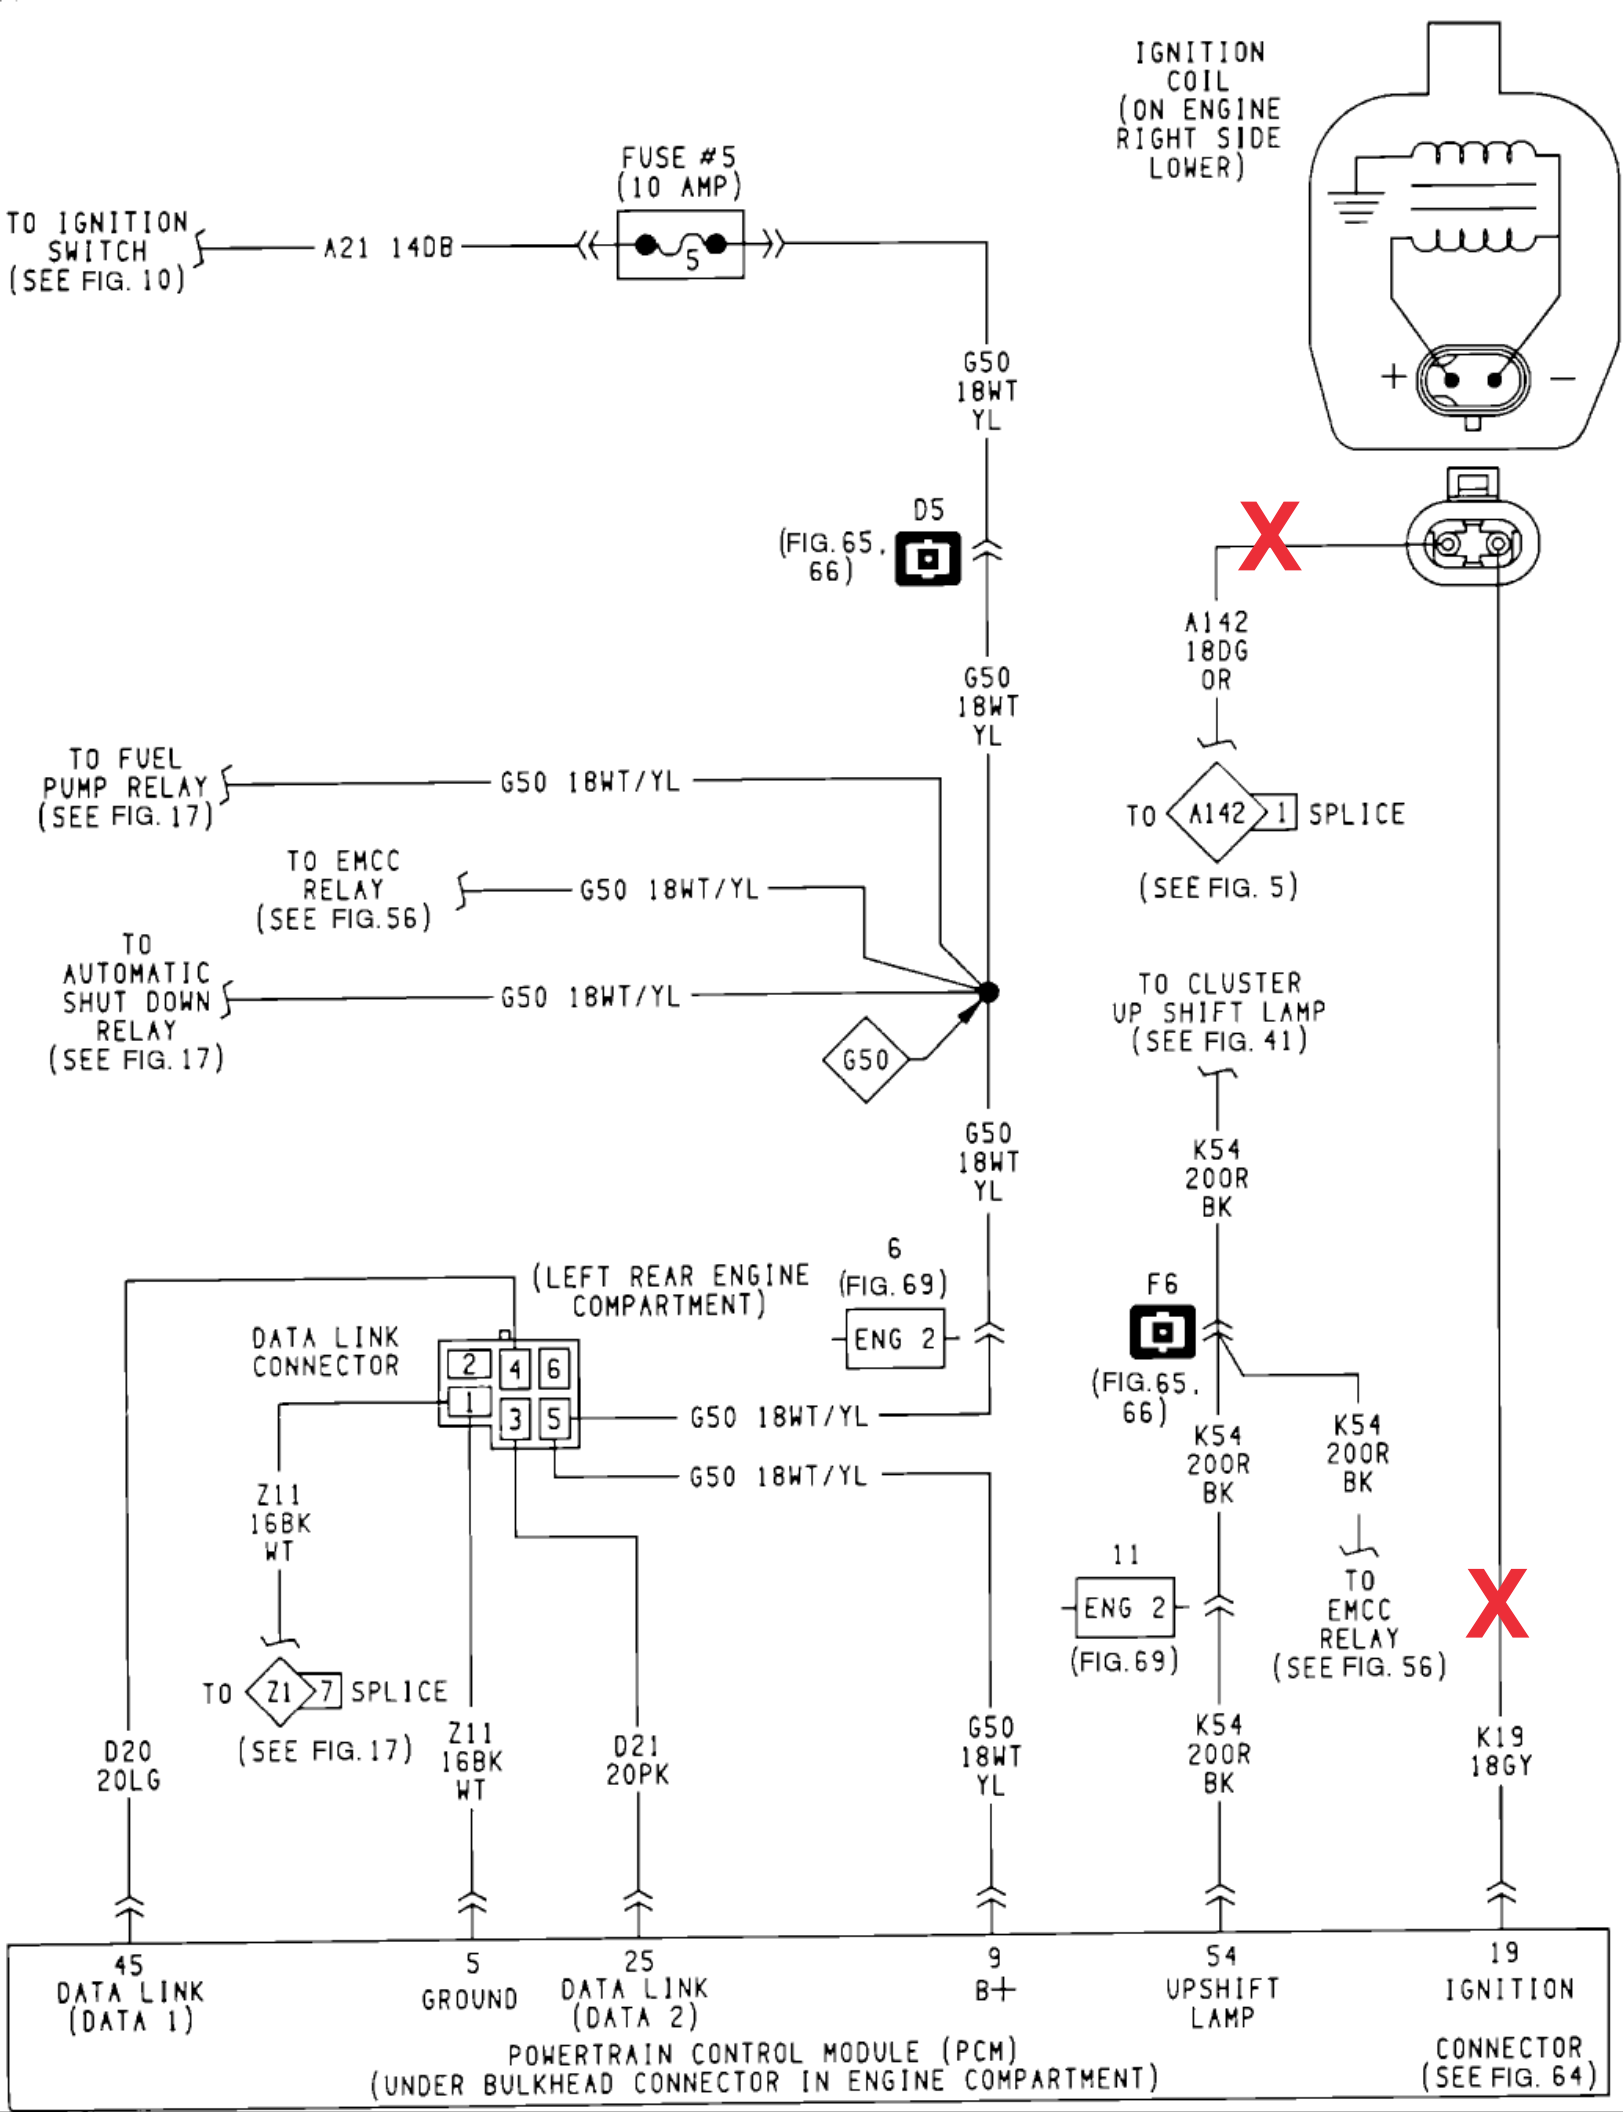 IGNITION
COIL
(ON ENGINE
RIGHT SIDE
LOWER)
FUSE #5
(10 AMP)
TO IGNITION
SWITCH
(SEE FIG. 10)
A21 14DB
5
G50
18WT
YL
+
−
D5
(FIG. 65,
66)
X
A142
18DG
OR
G50
18WT
YL
TO FUEL
PUMP RELAY
(SEE FIG. 17)
G50 18WT/YL
TO A142 1 SPLICE
(SEE FIG. 5)
TO EMCC
RELAY
(SEE FIG. 56)
G50 18WT/YL
TO
AUTOMATIC
SHUT DOWN
RELAY
(SEE FIG. 17)
G50 18WT/YL
G50
TO CLUSTER
UP SHIFT LAMP
(SEE FIG. 41)
G50
18WT
YL
K54
20OR
BK
6
(FIG. 69)
ENG 2
(LEFT REAR ENGINE
COMPARTMENT)
DATA LINK
CONNECTOR
2 4 6
1 3 5
F6
(FIG. 65,
66)
G50 18WT/YL
G50 18WT/YL
K54
20OR
BK
K54
20OR
BK
Z11
16BK
WT
11
ENG 2
(FIG. 69)
TO
EMCC
RELAY
(SEE FIG. 56)
X
TO Z1 7 SPLICE
(SEE FIG. 17)
D20
20LG
Z11
16BK
WT
D21
20PK
G50
18WT
YL
K54
20OR
BK
K19
18GY
45
DATA LINK
(DATA 1)
5
GROUND
25
DATA LINK
(DATA 2)
9
B+
54
UPSHIFT
LAMP
19
IGNITION
POWERTRAIN CONTROL MODULE (PCM)
(UNDER BULKHEAD CONNECTOR IN ENGINE COMPARTMENT)
CONNECTOR
(SEE FIG. 64)